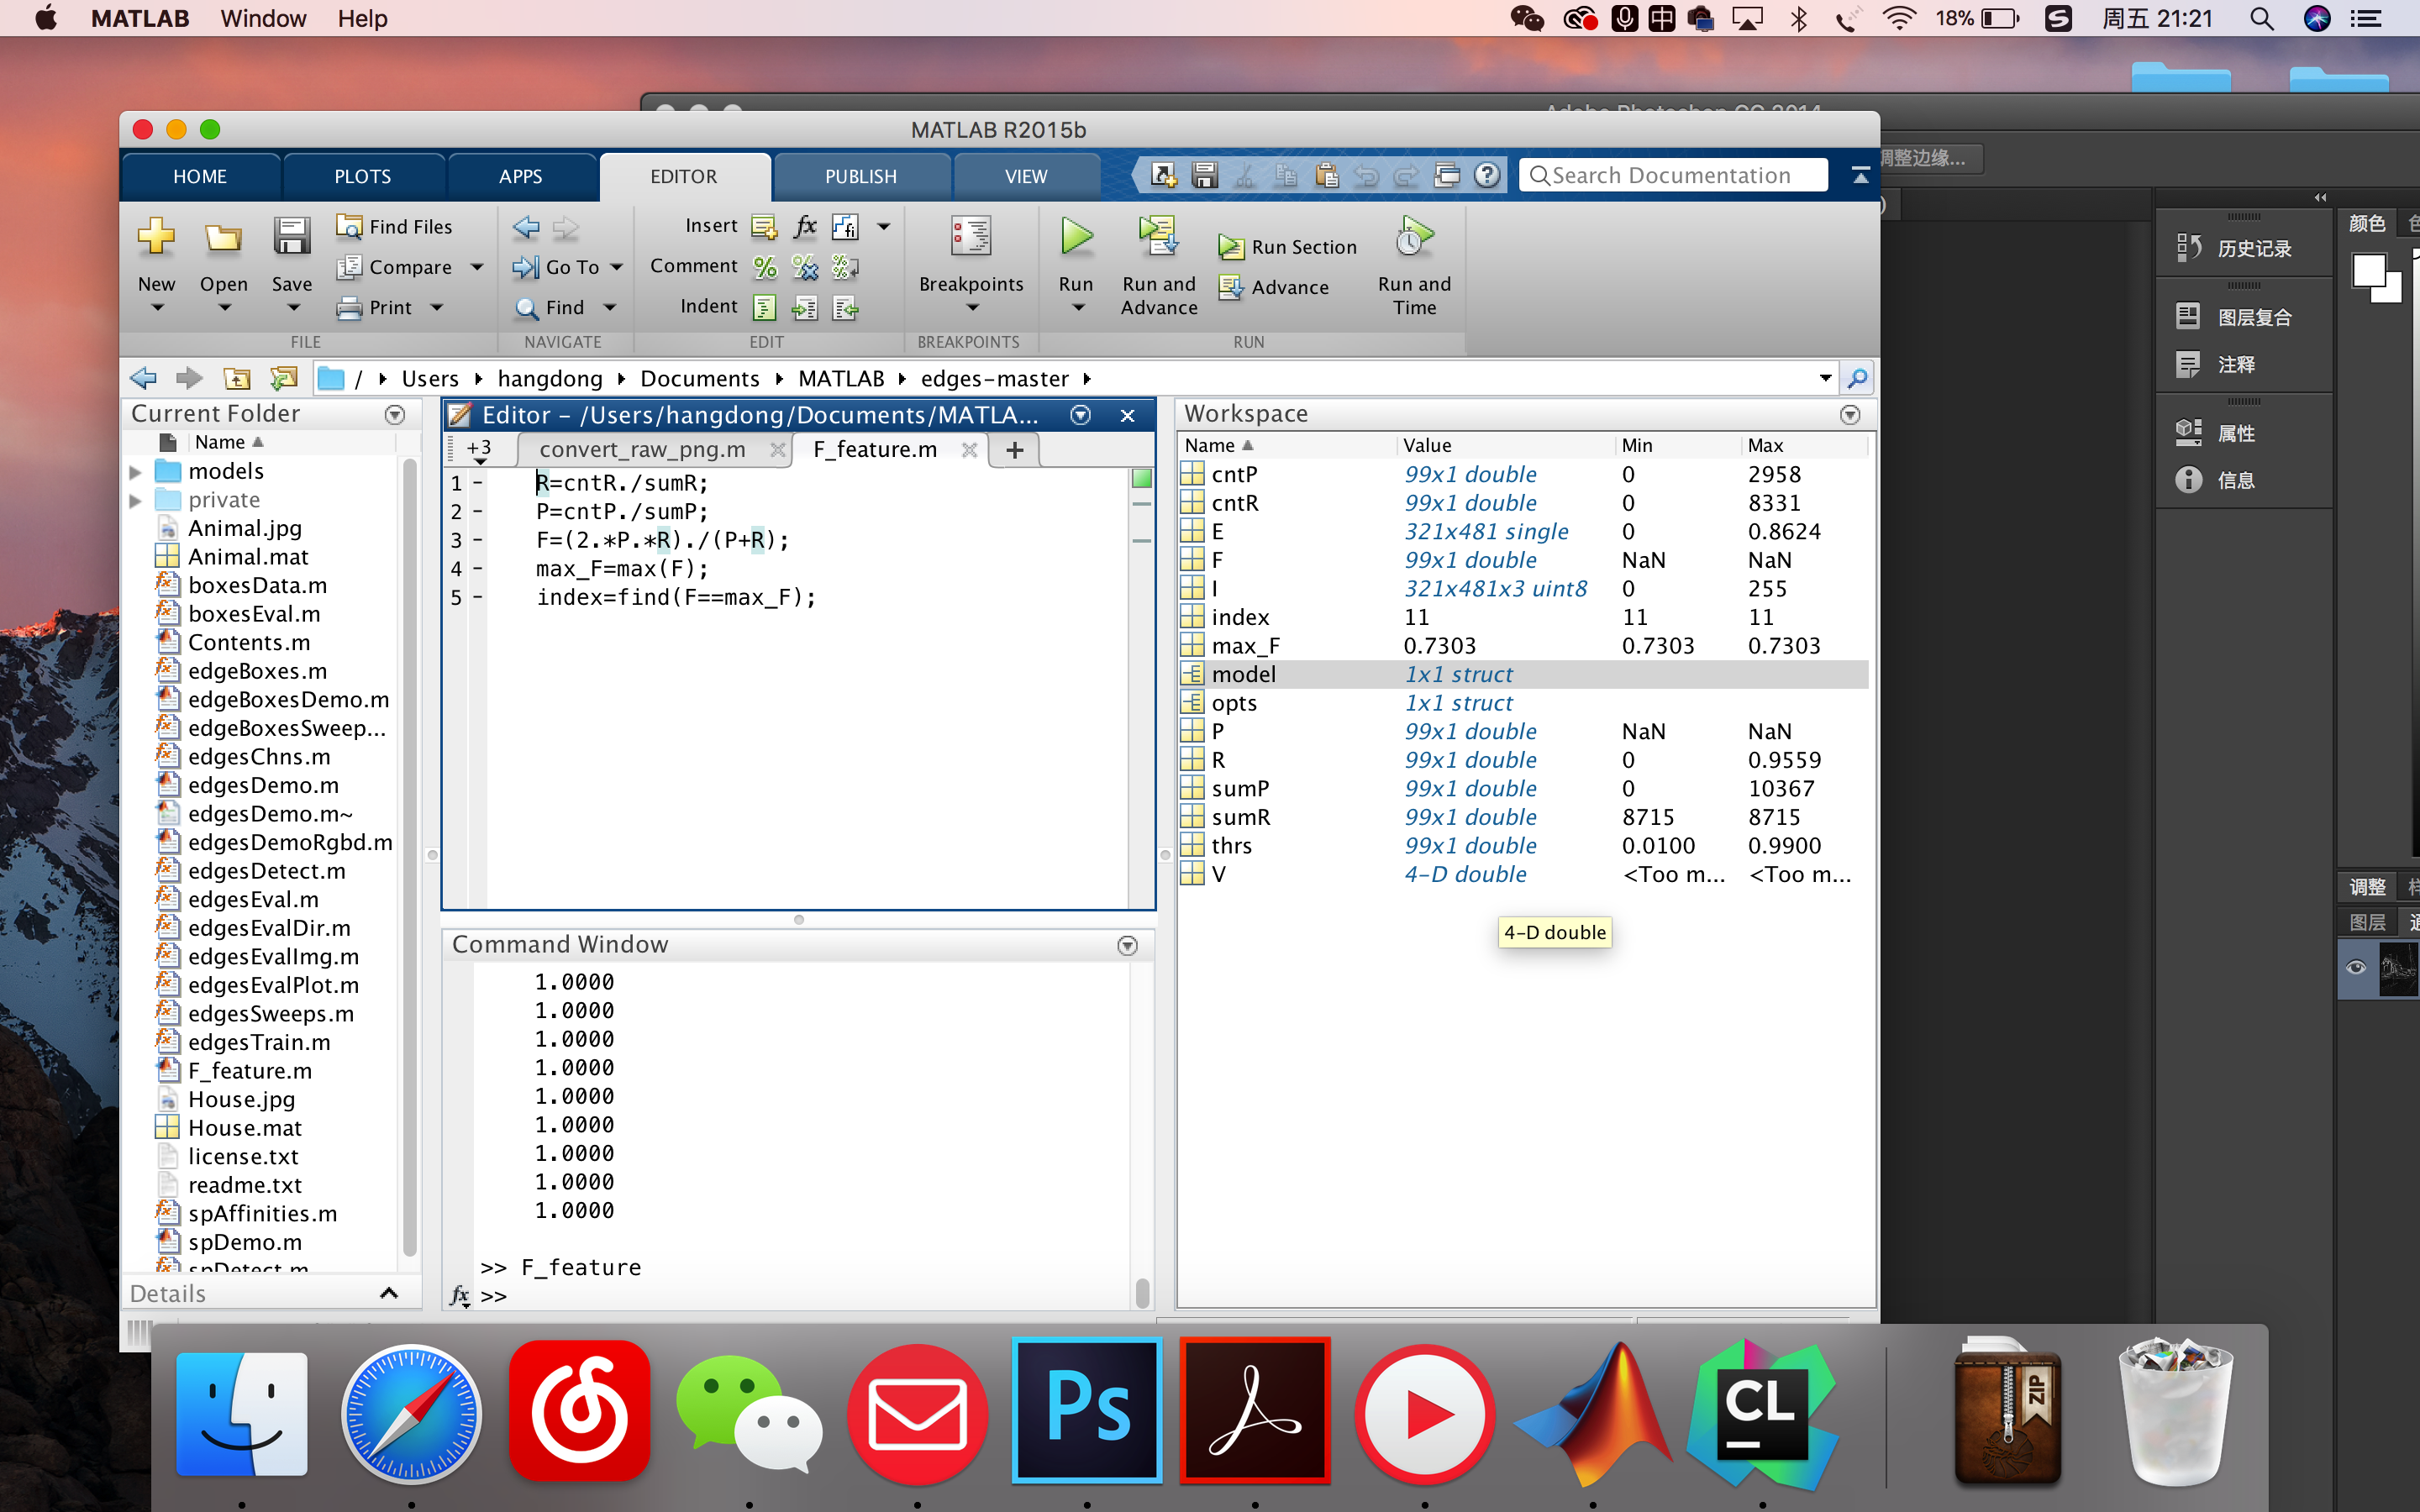 MATLAB Window Help 18% 周五 21:21
Adobe Photoshop CC 2014
MATLAB R2015b
HOME PLOTS APPS EDITOR PUBLISH VIEW Search Documentation
调整边缘...
New Open Save Find Files Compare Print
Go To Find
Insert Comment Indent
Breakpoints
Run Run and Advance Run Section Advance Run and Time
FILE NAVIGATE EDIT BREAKPOINTS RUN
/ Users hangdong Documents MATLAB edges-master
Current Folder
Name
models
private
Animal.jpg
Animal.mat
boxesData.m
boxesEval.m
Contents.m
edgeBoxes.m
edgeBoxesDemo.m
edgeBoxesSweep...
edgesChns.m
edgesDemo.m
edgesDemo.m~
edgesDemoRgbd.m
edgesDetect.m
edgesEval.m
edgesEvalDir.m
edgesEvalImg.m
edgesEvalPlot.m
edgesSweeps.m
edgesTrain.m
F_feature.m
House.jpg
House.mat
license.txt
readme.txt
spAffinities.m
spDemo.m
spDetect.m
Details
Editor - /Users/hangdong/Documents/MATLA...
+3 convert_raw_png.m F_feature.m
1 - R=cntR./sumR;
2 - P=cntP./sumP;
3 - F=(2.*P.*R)./(P+R);
4 - max_F=max(F);
5 - index=find(F==max_F);
Command Window
1.0000
1.0000
1.0000
1.0000
1.0000
1.0000
1.0000
1.0000
1.0000
>> F_feature
fx >>
Workspace
Name Value Min Max
cntP 99x1 double 0 2958
cntR 99x1 double 0 8331
E 321x481 single 0 0.8624
F 99x1 double NaN NaN
I 321x481x3 uint8 0 255
index 11 11 11
max_F 0.7303 0.7303 0.7303
model 1x1 struct
opts 1x1 struct
P 99x1 double NaN NaN
R 99x1 double 0 0.9559
sumP 99x1 double 0 10367
sumR 99x1 double 8715 8715
thrs 99x1 double 0.0100 0.9900
V 4-D double <Too m... <Too m...
4-D double
历史记录
图层复合
注释
属性
信息
颜色
调整
图层
Ps
CL
ZIP